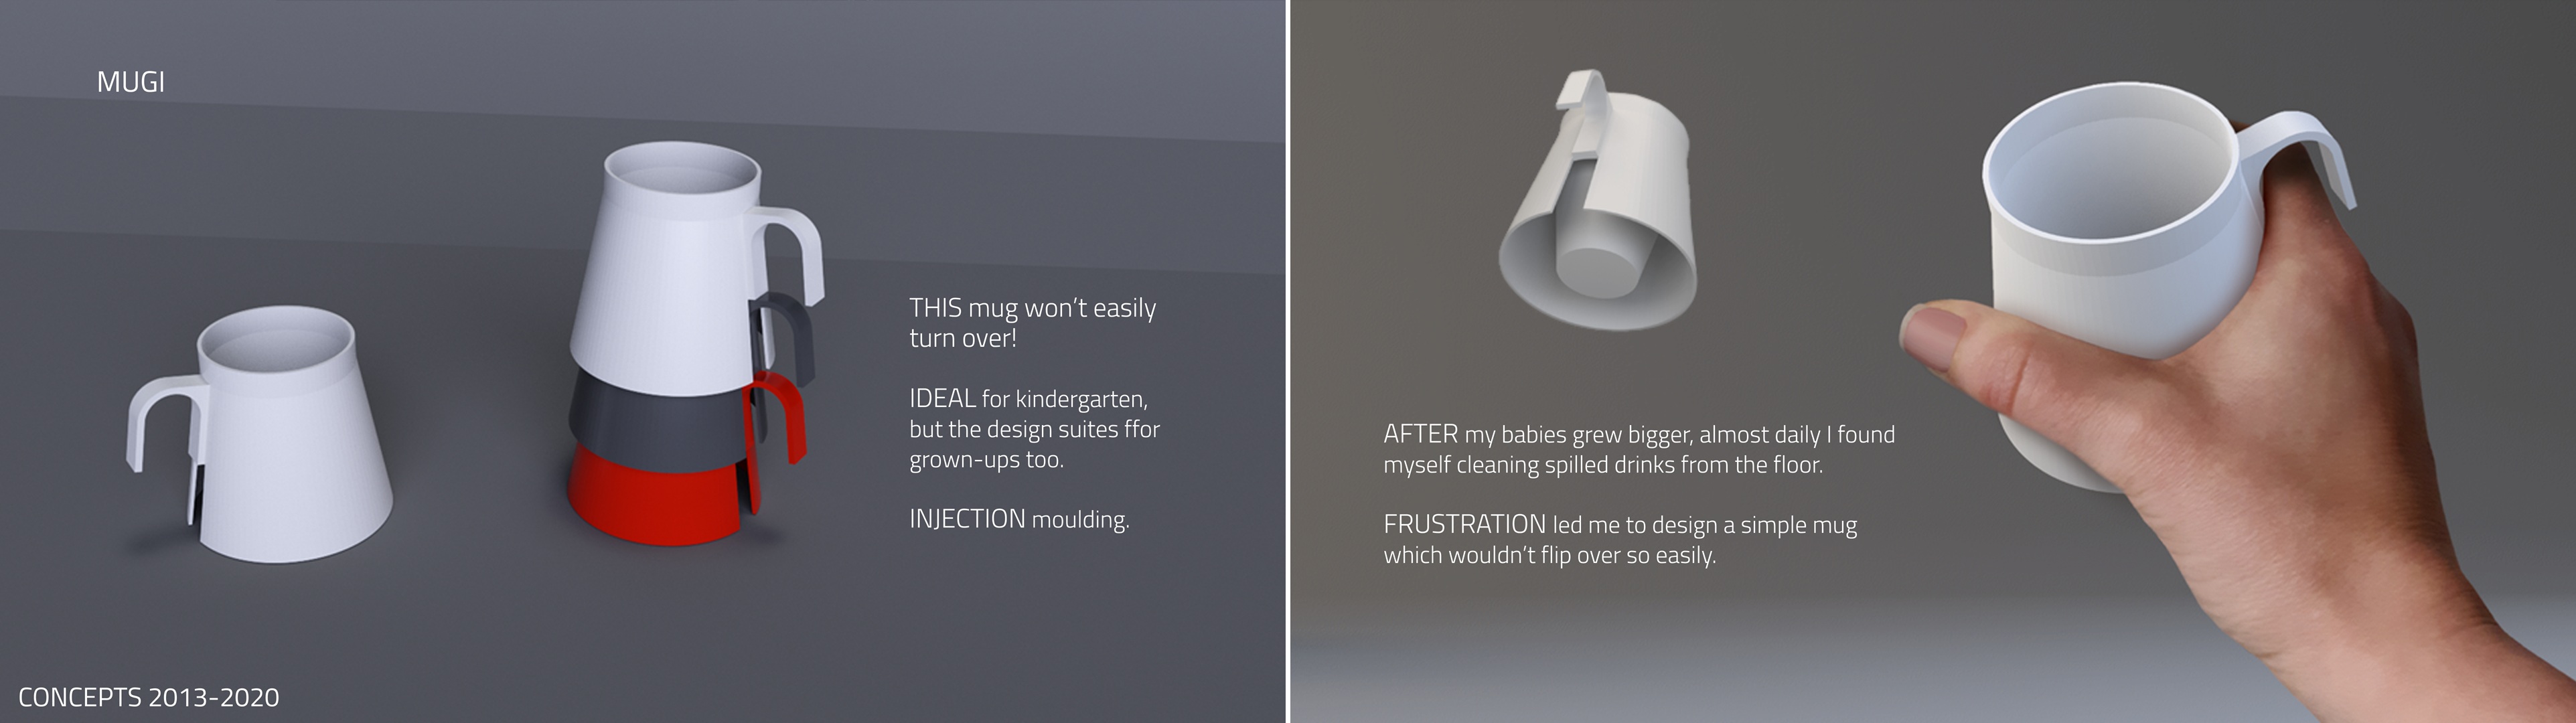 MUGI
THIS mug won't easily
turn over!
IDEAL for kindergarten,
but the design suites ffor
grown-ups too.
INJECTION moulding.
CONCEPTS 2013-2020
AFTER my babies grew bigger, almost daily I found
myself cleaning spilled drinks from the floor.
FRUSTRATION led me to design a simple mug
which wouldn't flip over so easily.